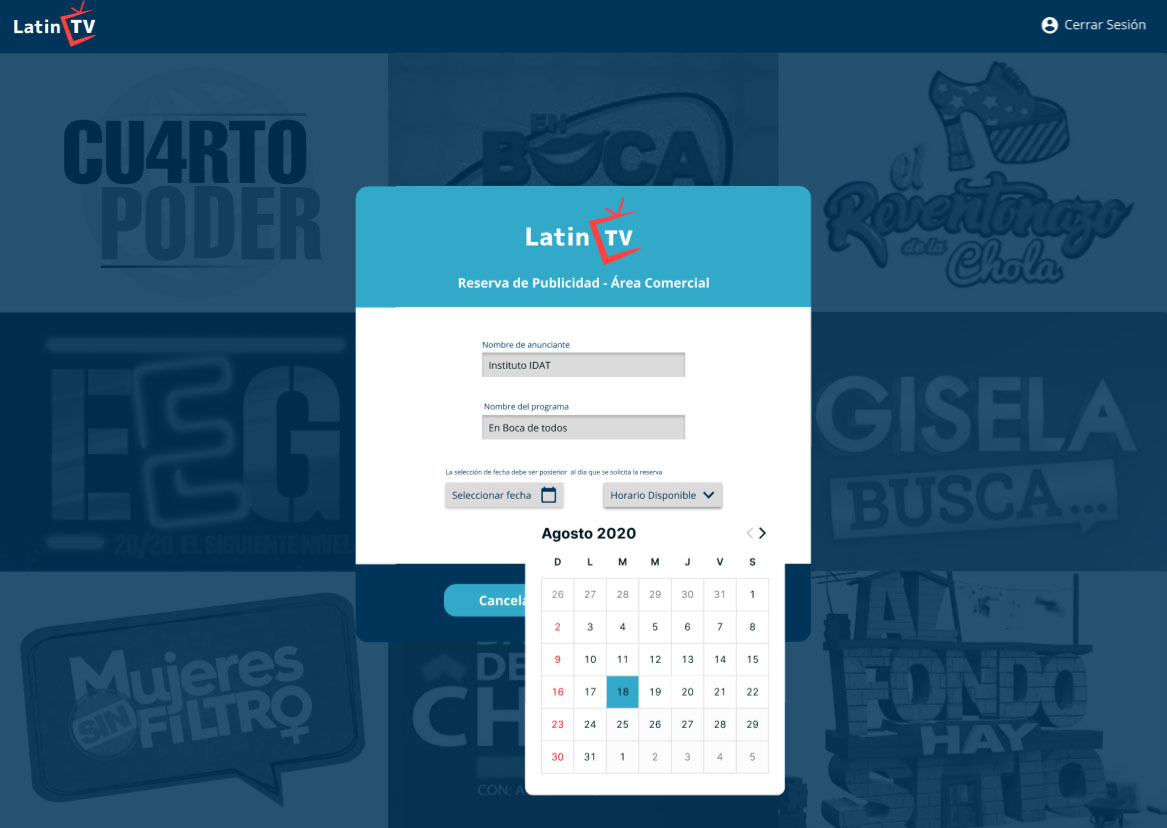 Latin TV
Cerrar Sesión
CU4RTO
PODER
EN
BOCA
el
Reventonazo
de la
Chola
Latin TV
Reserva de Publicidad - Área Comercial
Nombre de anunciante
Instituto IDAT
Nombre del programa
En Boca de todos
La selección de fecha debe ser posterior al día que se solicita la reserva
Seleccionar fecha
Horario Disponible
EEG
20/20 EL SIGUIENTE NIVEL
GISELA
BUSCA...
Agosto 2020
D L M M J V S
26 27 28 29 30 31 1
2 3 4 5 6 7 8
9 10 11 12 13 14 15
16 17 18 19 20 21 22
23 24 25 26 27 28 29
30 31 1 2 3 4 5
Cancela
Mujeres
SIN
FILTRO
DE
CH
CON: A
AL
FONDO
HAY
SITIO